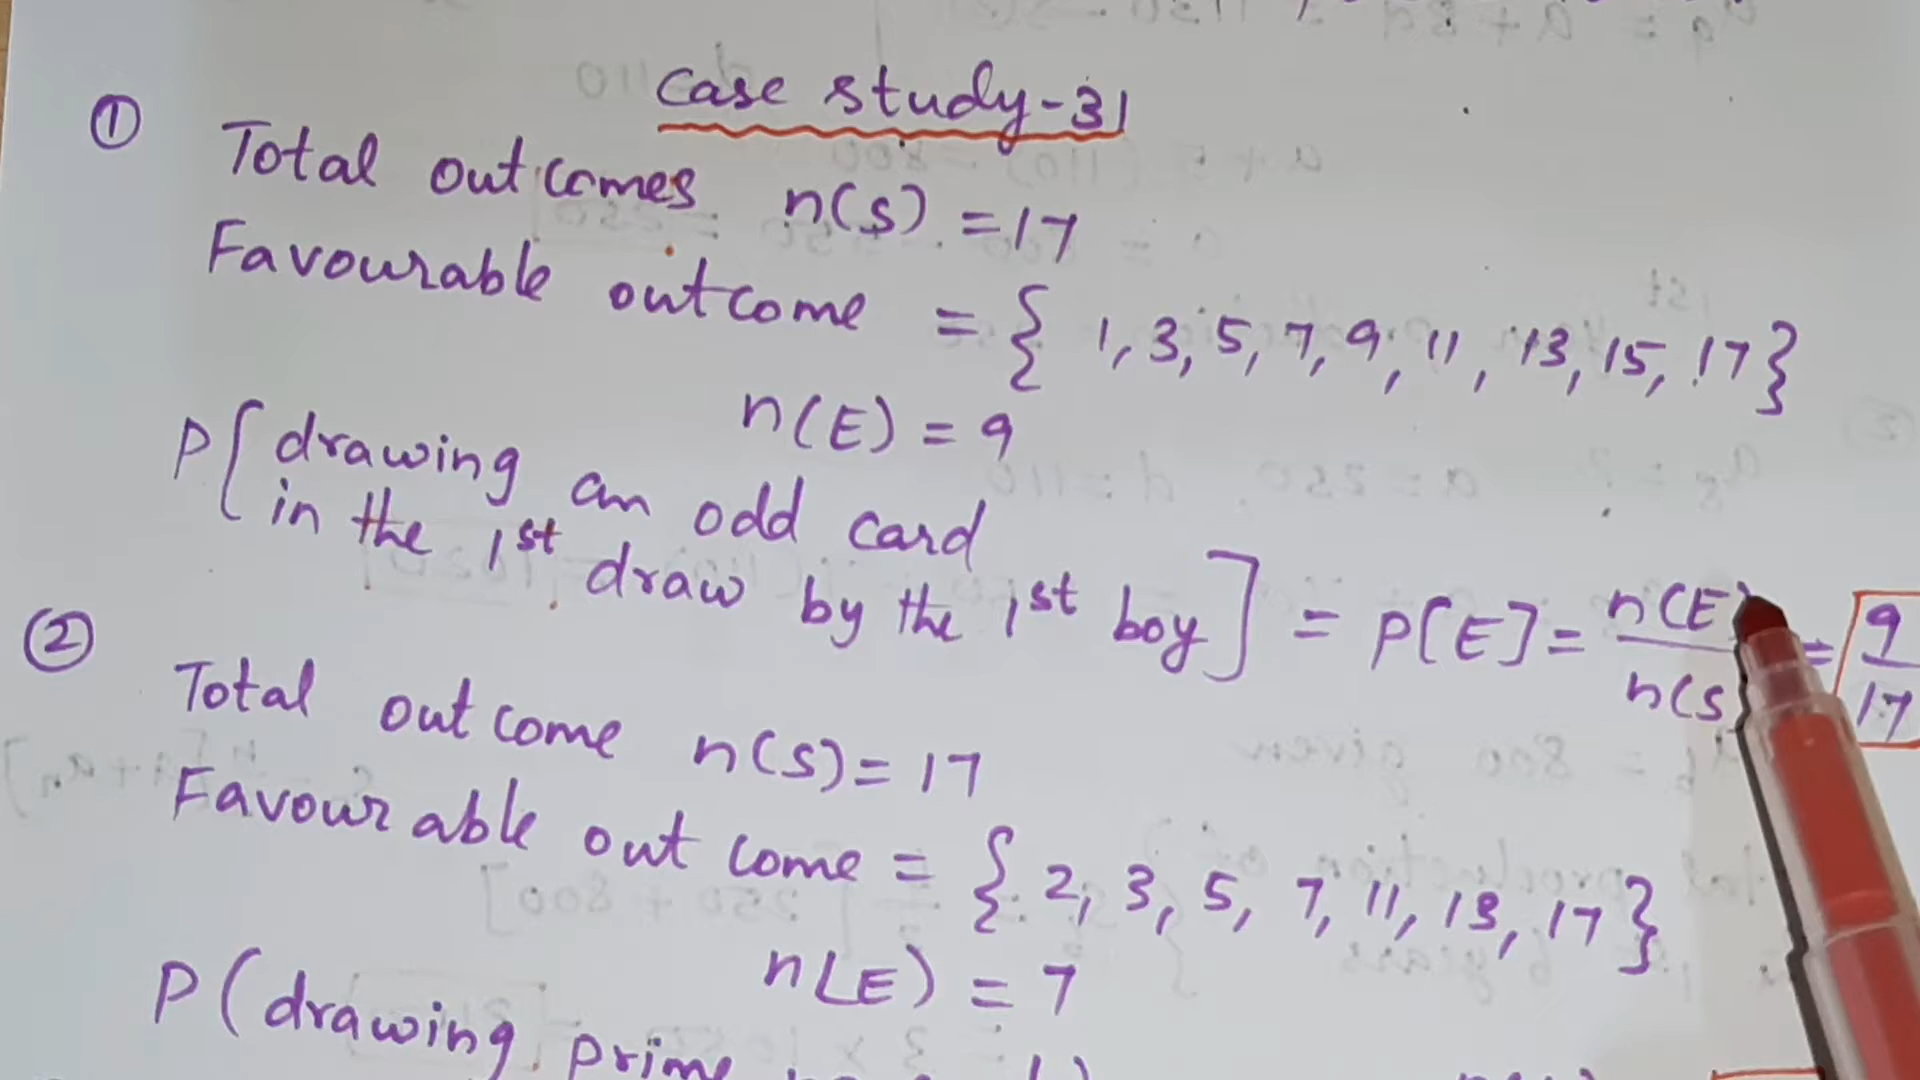 Case study-31
① Total outcomes n(S) = 17
Favourable outcome = { 1, 3, 5, 7, 9, 11, 13, 15, 17}
n(E) = 9
P[drawing an odd card
in the 1st draw by the 1st boy] = P[E] = n(E)/n(S = 9/17
② Total outcome n(S) = 17
Favourable outcome = { 2, 3, 5, 7, 11, 13, 17}
n(E) = 7
P(drawing prime